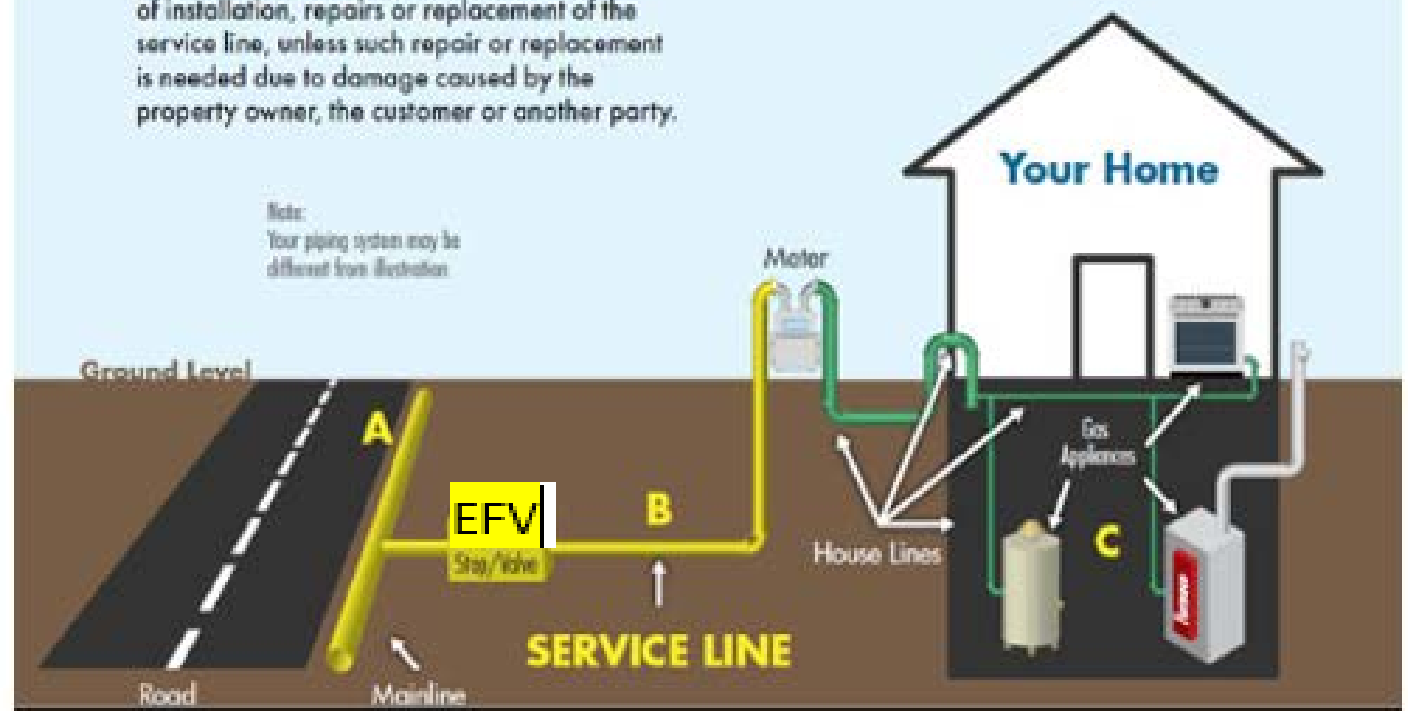 of installation, repairs or replacement of the
service line, unless such repair or replacement
is needed due to damage caused by the
property owner, the customer or another party.
Your Home
Note:
Your piping system may be
different from illustration
Meter
Ground Level
A
EFV
Stop/Valve
B
Gas
Appliances
House Lines
C
Furnace
SERVICE LINE
Road
Mainline